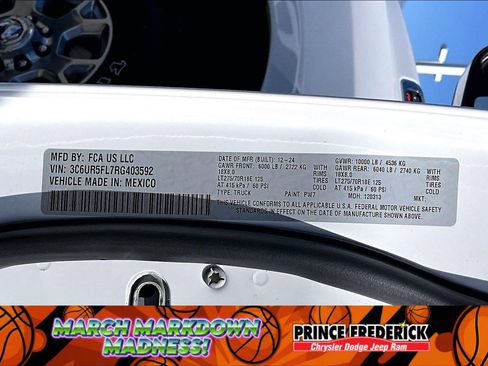 MFD BY: FCA US LLC
VIN: 3C6UR5FL7RG403592
VEHICLE MADE IN: MEXICO
DATE OF MFR (BUILT): 12-24
GAWR FRONT: 6000 LB / 2722 KG
WITH
18X8.0
RIMS
LT275/70R18E 125
TIRES
AT 415 kPa / 60 PSI
COLD
TYPE: TRUCK
PAINT: PW7
GVWR: 10000 LB / 4536 KG
GAWR REAR: 6040 LB / 2740 KG
WITH
18X8.0
RIMS
LT275/70R18E 125
TIRES
AT 415 kPa / 60 PSI
COLD
MDH: 120313
MKT:
THIS VEHICLE CONFORMS TO ALL APPLICABLE U.S.A. FEDERAL MOTOR VEHICLE SAFETY
STANDARDS IN EFFECT ON THE DATE OF MANUFACTURE SHOWN ABOVE.
MARCH MARKDOWN
MADNESS!
PRINCE FREDERICK
Chrysler Dodge Jeep Ram